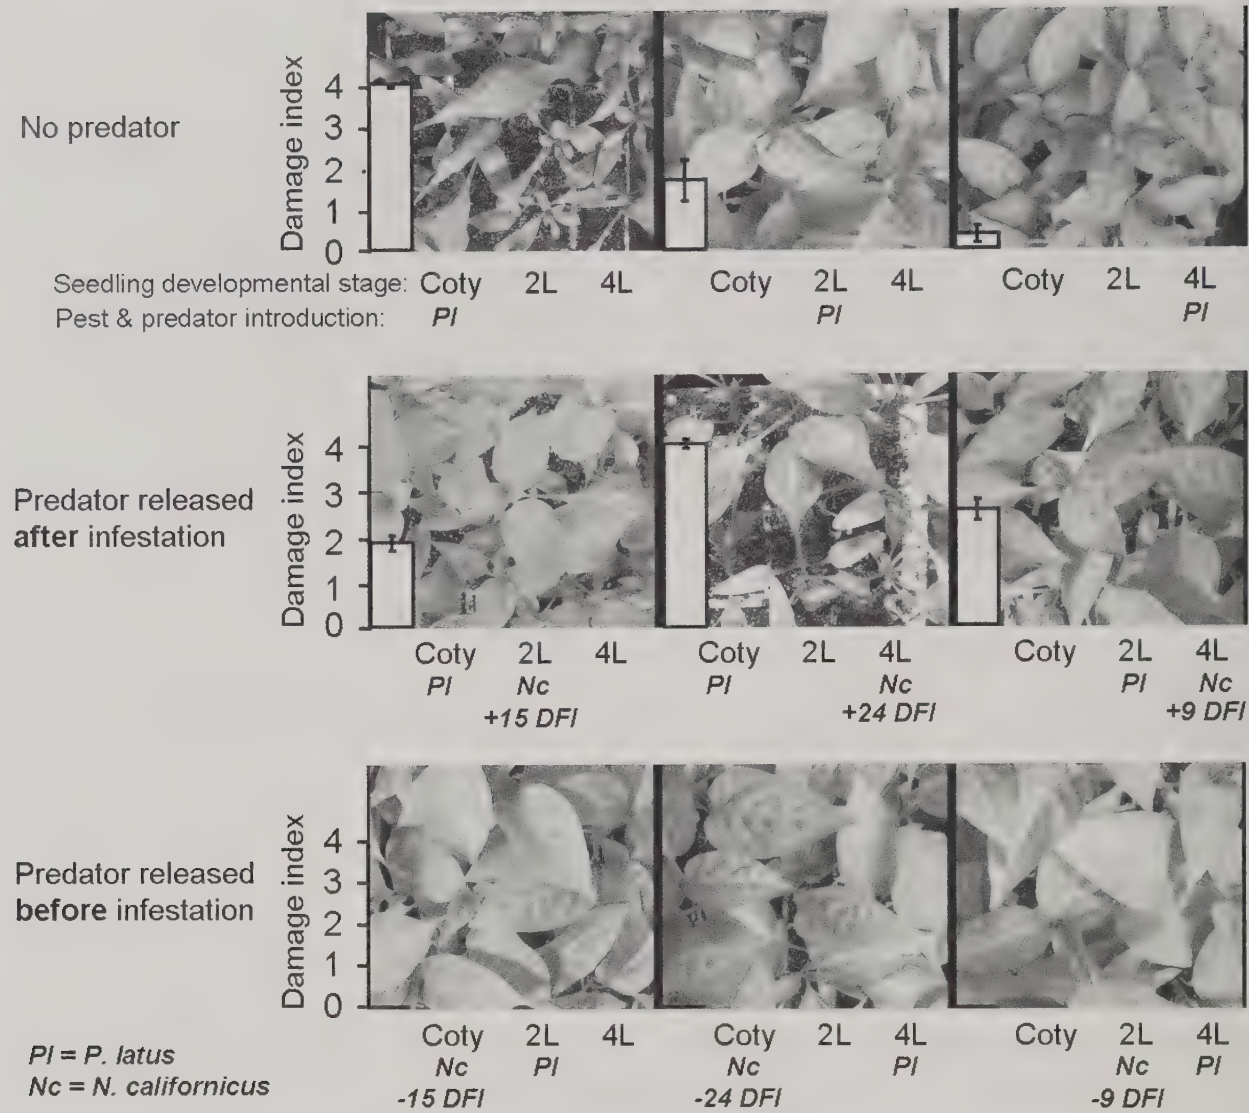 No predator
Damage index
4
3
2
1
0
Seedling developmental stage: Coty 2L 4L Coty 2L 4L Coty 2L 4L
Pest & predator introduction: Pl Pl Pl
Predator released
after infestation
Damage index
4
3
2
1
0
Coty 2L 4L Coty 2L 4L Coty 2L 4L
Pl Nc Pl Nc Pl Nc
+15 DFI +24 DFI +9 DFI
Predator released
before infestation
Damage index
4
3
2
1
0
Coty 2L 4L Coty 2L 4L Coty 2L 4L
Nc Pl Nc Pl Nc Pl
-15 DFI -24 DFI -9 DFI
Pl = P. latus
Nc = N. californicus